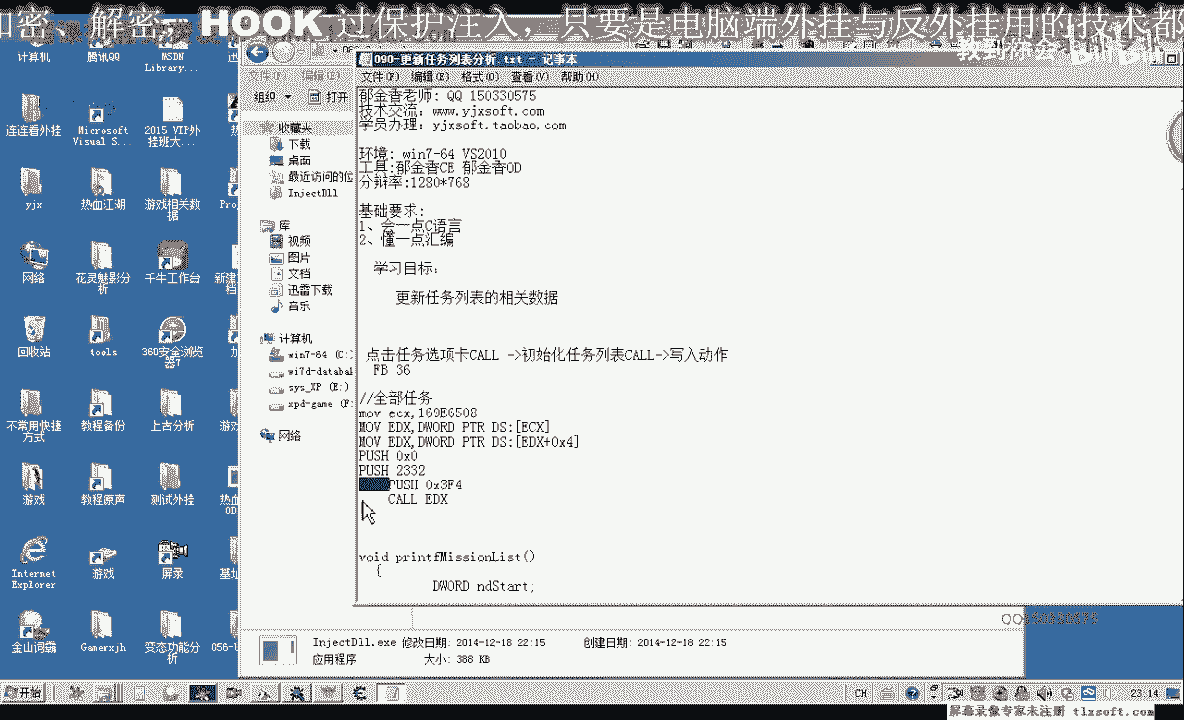 密、解密、HOOK 过保护注入，只要是电脑端外挂与反外挂用的技术都
计算机
腾讯QQ
MSDN
Library...
连连看外挂
Microsoft
Visual S...
2015 VIP外
挂班大...
yjx
热血江湖
游戏相关数
据
网络
花灵魅影分
析
千牛工作台
回收站
tools
360安全浏览
器7
不常用快捷
方式
教程备份
上古分析
游戏
教程原声
测试外挂
Internet
Explorer
游戏
屏录
金山词霸
Gamerxjh
变态功能分
析
组织
打开
收藏夹
下载
桌面
最近访问的位
InjectDll
库
视频
图片
文档
迅雷下载
音乐
计算机
win7-64 (C:)
wi7d-databa
sys_XP (E:)
xpd-game (F:
网络
090-更新任务列表分析.txt - 记事本
文件(F) 编辑(E) 格式(O) 查看(V) 帮助(H)
郁金香老师: QQ 150330575
技术交流: www.yjxsoft.com
学员办理: yjxsoft.taobao.com
环境: win7-64 VS2010
工具:郁金香CE 郁金香OD
分辩率:1280*768
基础要求:
1、会一点C语言
2、懂一点汇编
学习目标:
更新任务列表的相关数据
点击任务选项卡CALL ->初始化任务列表CALL->写入动作
FB 36
//全部任务
mov ecx,169E6508
MOV EDX,DWORD PTR DS:[ECX]
MOV EDX,DWORD PTR DS:[EDX+0x4]
PUSH 0x0
PUSH 2332
PUSH 0x3F4
CALL EDX
void printfMissionList()
{
DWORD ndStart;
InjectDll.exe 修改日期: 2014-12-18 22:15 创建日期: 2014-12-18 22:15
应用程序 大小: 388 KB
开始
CH
23:14
屏幕录像专家未注册 tlxsoft.com